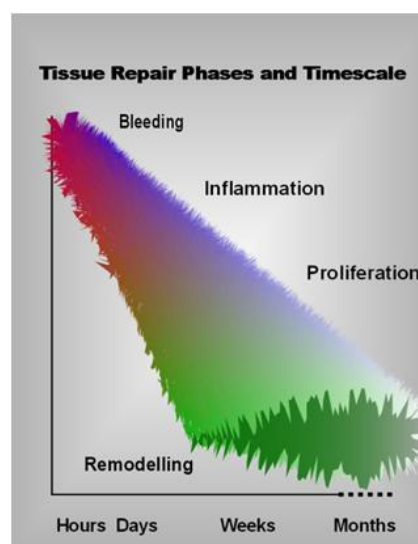 Tissue Repair Phases and Timescale
Bleeding
Inflammation
Proliferation
Remodelling
Hours Days Weeks Months